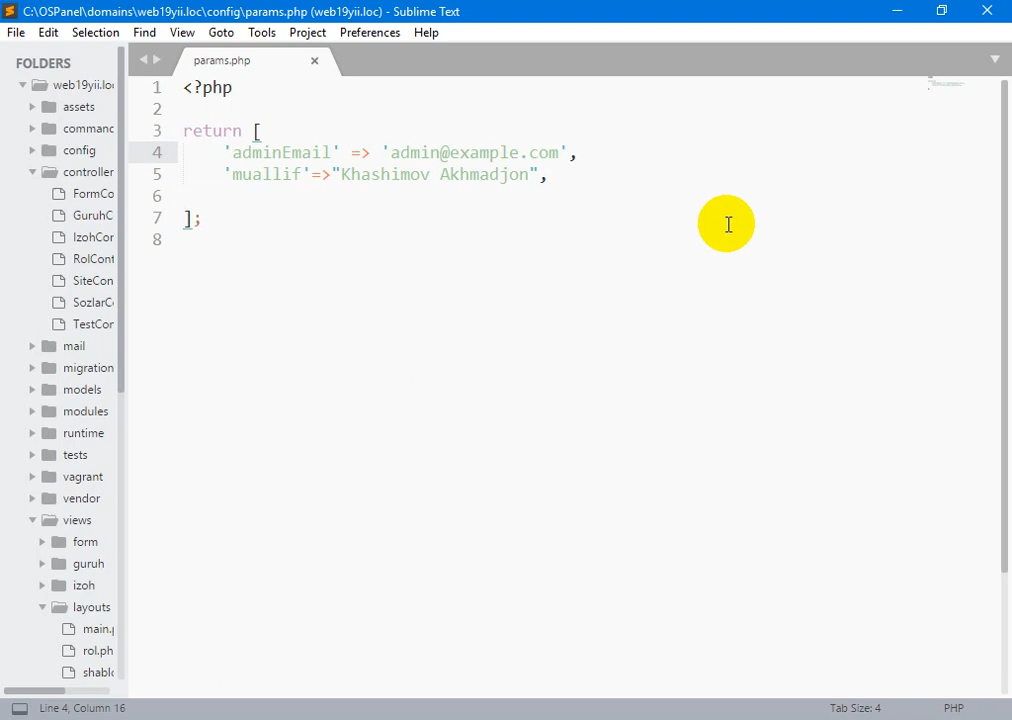 C:\OSPanel\domains\web19yii.loc\config\params.php (web19yii.loc) - Sublime Text
File Edit Selection Find View Goto Tools Project Preferences Help
FOLDERS
params.php
web19yii.lo
assets
commanc
config
controller
FormCo
GuruhC
IzohCor
RolCont
SiteCon
SozlarC
TestCor
mail
migration
models
modules
runtime
tests
vagrant
vendor
views
form
guruh
izoh
layouts
main.p
rol.ph
shablc
1 <?php
2
3 return [
4 'adminEmail' => 'admin@example.com',
5 'muallif'=>"Khashimov Akhmadjon",
6
7 ];
8
Line 4, Column 16
Tab Size: 4
PHP